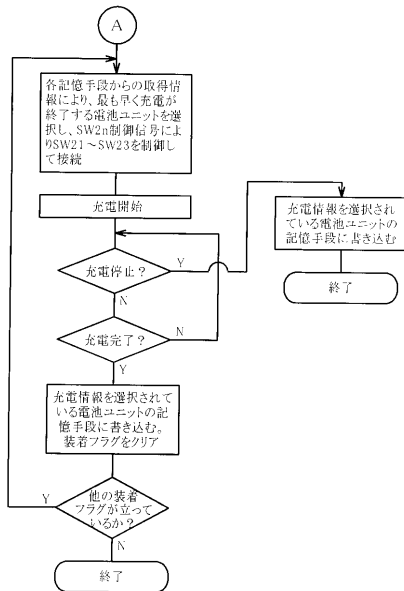 A
各記憶手段からの取得情
報により、最も早く充電が
終了する電池ユニットを選
択し、SW2n制御信号によ
りSW21～SW23を制御し
て接続
充電開始
充電停止？
Y
N
充電情報を選択され
ている電池ユニットの
記憶手段に書き込む
終了
充電完了？
N
Y
充電情報を選択されて
いる電池ユニットの記
憶手段に書き込む。
装着フラグをクリア
他の装着
フラグが立って
いるか？
Y
N
終了